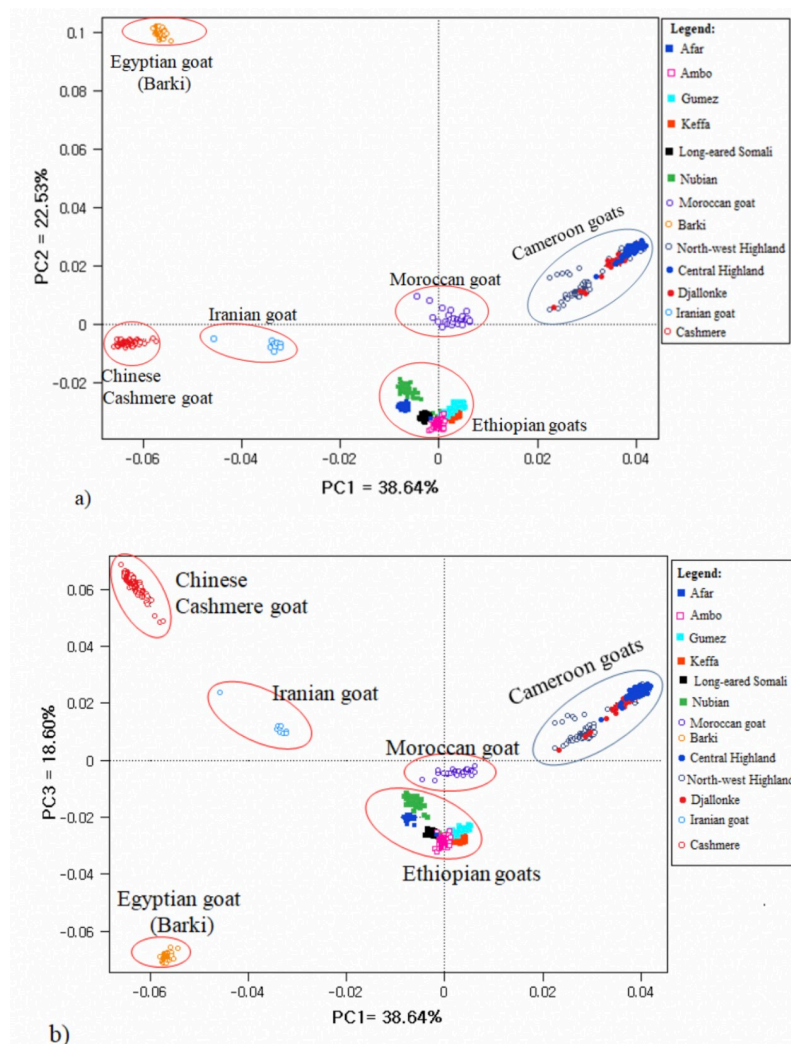 0.1
0.08
0.06
0.04
0.02
0
−0.02
PC2 = 22.53%
Egyptian goat
(Barki)
Cameroon goats
Moroccan goat
Iranian goat
Chinese
Cashmere goat
Ethiopian goats
−0.06
−0.04
−0.02
0
0.02
0.04
PC1 = 38.64%
a)
Legend:
Afar
Ambo
Gumez
Keffa
Long-eared Somali
Nubian
Moroccan goat
Barki
North-west Highland
Central Highland
Djallonke
Iranian goat
Cashmere
0.06
0.04
0.02
0
−0.02
−0.04
−0.06
PC3 = 18.60%
Chinese
Cashmere goat
Iranian goat
Cameroon goats
Moroccan goat
Ethiopian goats
Egyptian goat
(Barki)
−0.06
−0.04
−0.02
0
0.02
0.04
PC1= 38.64%
b)
Legend:
Afar
Ambo
Gumez
Keffa
Long-eared Somali
Nubian
Moroccan goat
Barki
Central Highland
North-west Highland
Djallonke
Iranian goat
Cashmere